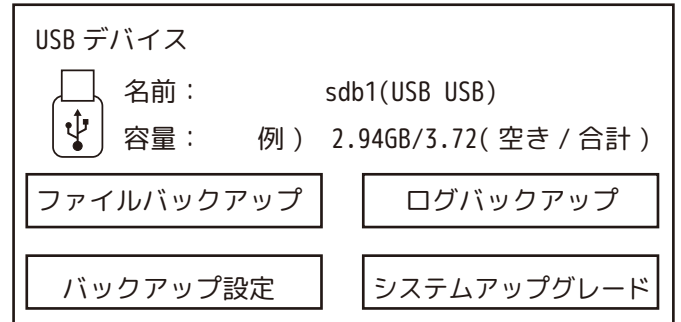 USB デバイス
名前： sdb1(USB USB)
容量： 例 ) 2.94GB/3.72( 空き / 合計 )
ファイルバックアップ ログバックアップ
バックアップ設定 システムアップグレード